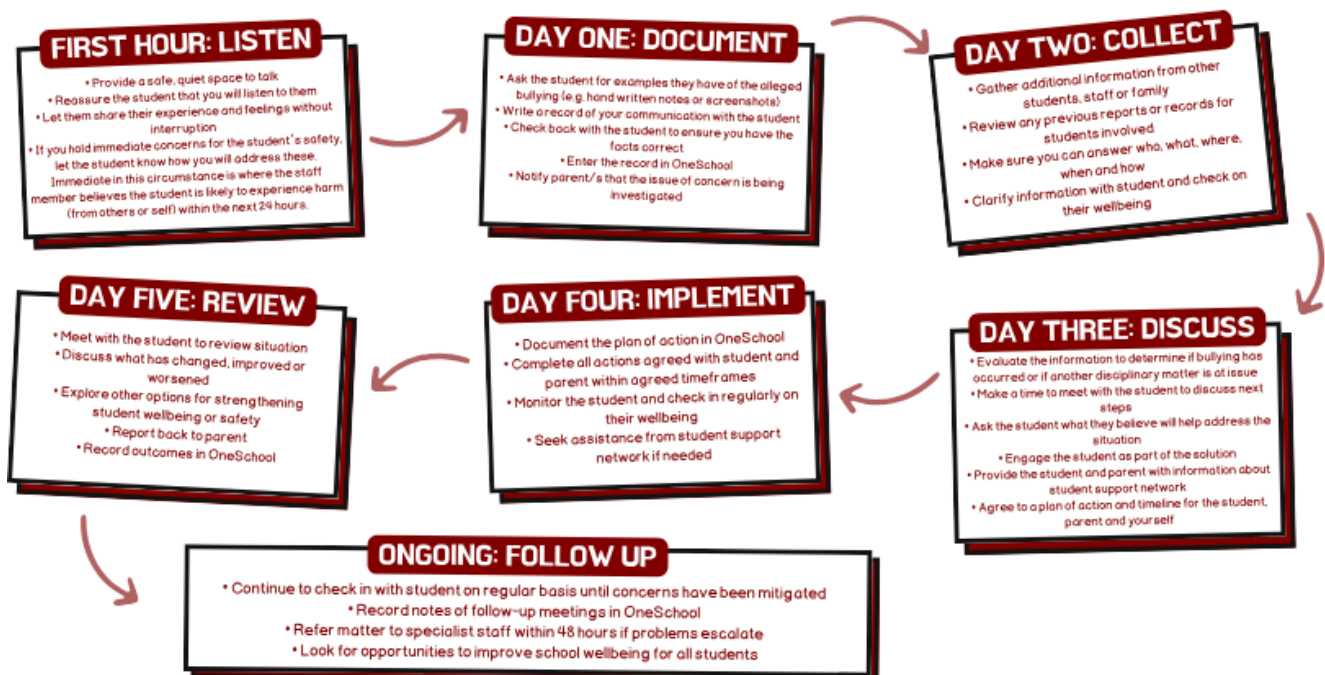 FIRST HOUR: LISTEN
• Provide a safe, quiet space to talk
• Reassure the student that you will listen to them
• Let them share their experience and feelings without
interruption
• If you hold immediate concerns for the student's safety,
let the student know how you will address these.
Immediate in this circumstance is where the staff
member believes the student is likely to experience harm
(from others or self) within the next 24 hours.
DAY ONE: DOCUMENT
• Ask the student for examples they have of the alleged
bullying (e.g. hand written notes or screenshots)
• Write a record of your communication with the student
• Check back with the student to ensure you have the
facts correct
• Enter the record in OneSchool
• Notify parent/s that the issue of concern is being
investigated
DAY TWO: COLLECT
• Gather additional information from other
students, staff or family
• Review any previous reports or records for
students involved
• Make sure you can answer who, what, where,
when and how
• Clarify information with student and check on
their wellbeing
DAY THREE: DISCUSS
• Evaluate the information to determine if bullying has
occurred or if another disciplinary matter is at issue
• Make a time to meet with the student to discuss next
steps
• Ask the student what they believe will help address the
situation
• Engage the student as part of the solution
• Provide the student and parent with information about
student support network
• Agree to a plan of action and timeline for the student,
parent and yourself
DAY FOUR: IMPLEMENT
• Document the plan of action in OneSchool
• Complete all actions agreed with student and
parent within agreed timeframes
• Monitor the student and check in regularly on
their wellbeing
• Seek assistance from student support
network if needed
DAY FIVE: REVIEW
• Meet with the student to review situation
• Discuss what has changed, improved or
worsened
• Explore other options for strengthening
student wellbeing or safety
• Report back to parent
• Record outcomes in OneSchool
ONGOING: FOLLOW UP
• Continue to check in with student on regular basis until concerns have been mitigated
• Record notes of follow-up meetings in OneSchool
• Refer matter to specialist staff within 48 hours if problems escalate
• Look for opportunities to improve school wellbeing for all students